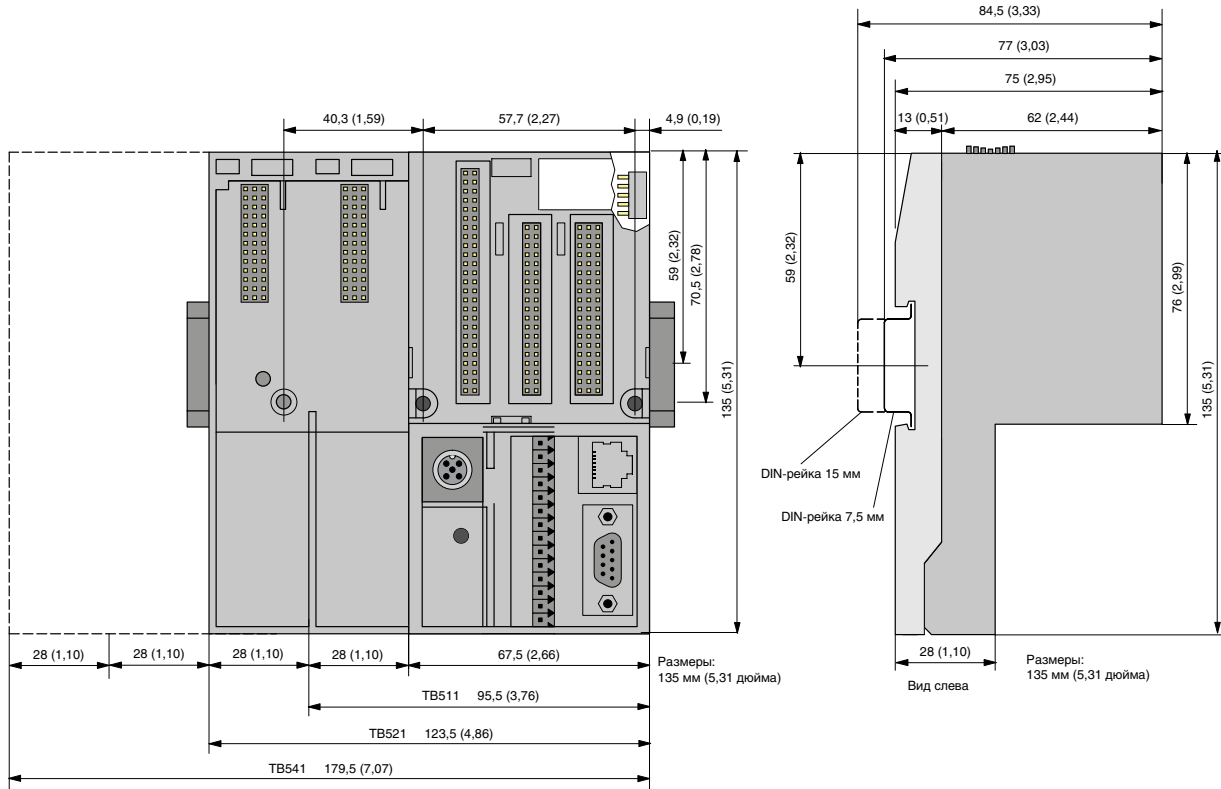 84,5 (3,33)
77 (3,03)
75 (2,95)
40,3 (1,59)
57,7 (2,27)
4,9 (0,19)
13 (0,51)
62 (2,44)
59 (2,32)
70,5 (2,78)
135 (5,31)
59 (2,32)
76 (2,99)
135 (5,31)
DIN-рейка 15 мм
DIN-рейка 7,5 мм
28 (1,10)
28 (1,10)
28 (1,10)
28 (1,10)
67,5 (2,66)
Размеры:
135 мм (5,31 дюйма)
28 (1,10)
Вид слева
Размеры:
135 мм (5,31 дюйма)
TB511 95,5 (3,76)
TB521 123,5 (4,86)
TB541 179,5 (7,07)